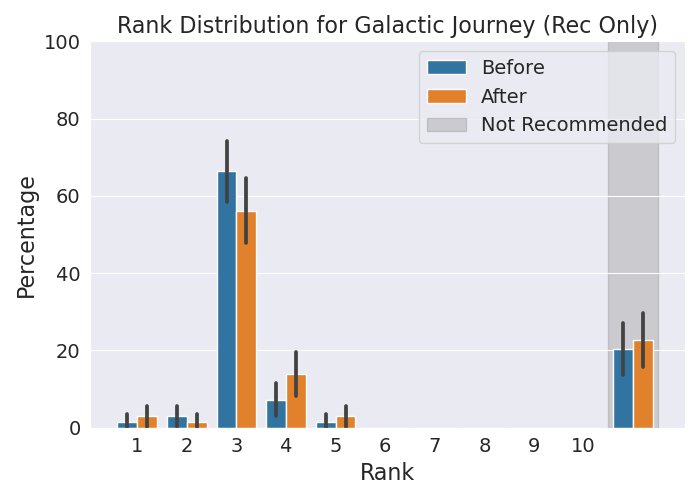 Rank Distribution for Galactic Journey (Rec Only)
100
80
60
40
20
0
Percentage
Before
After
Not Recommended
1 2 3 4 5 6 7 8 9 10
Rank